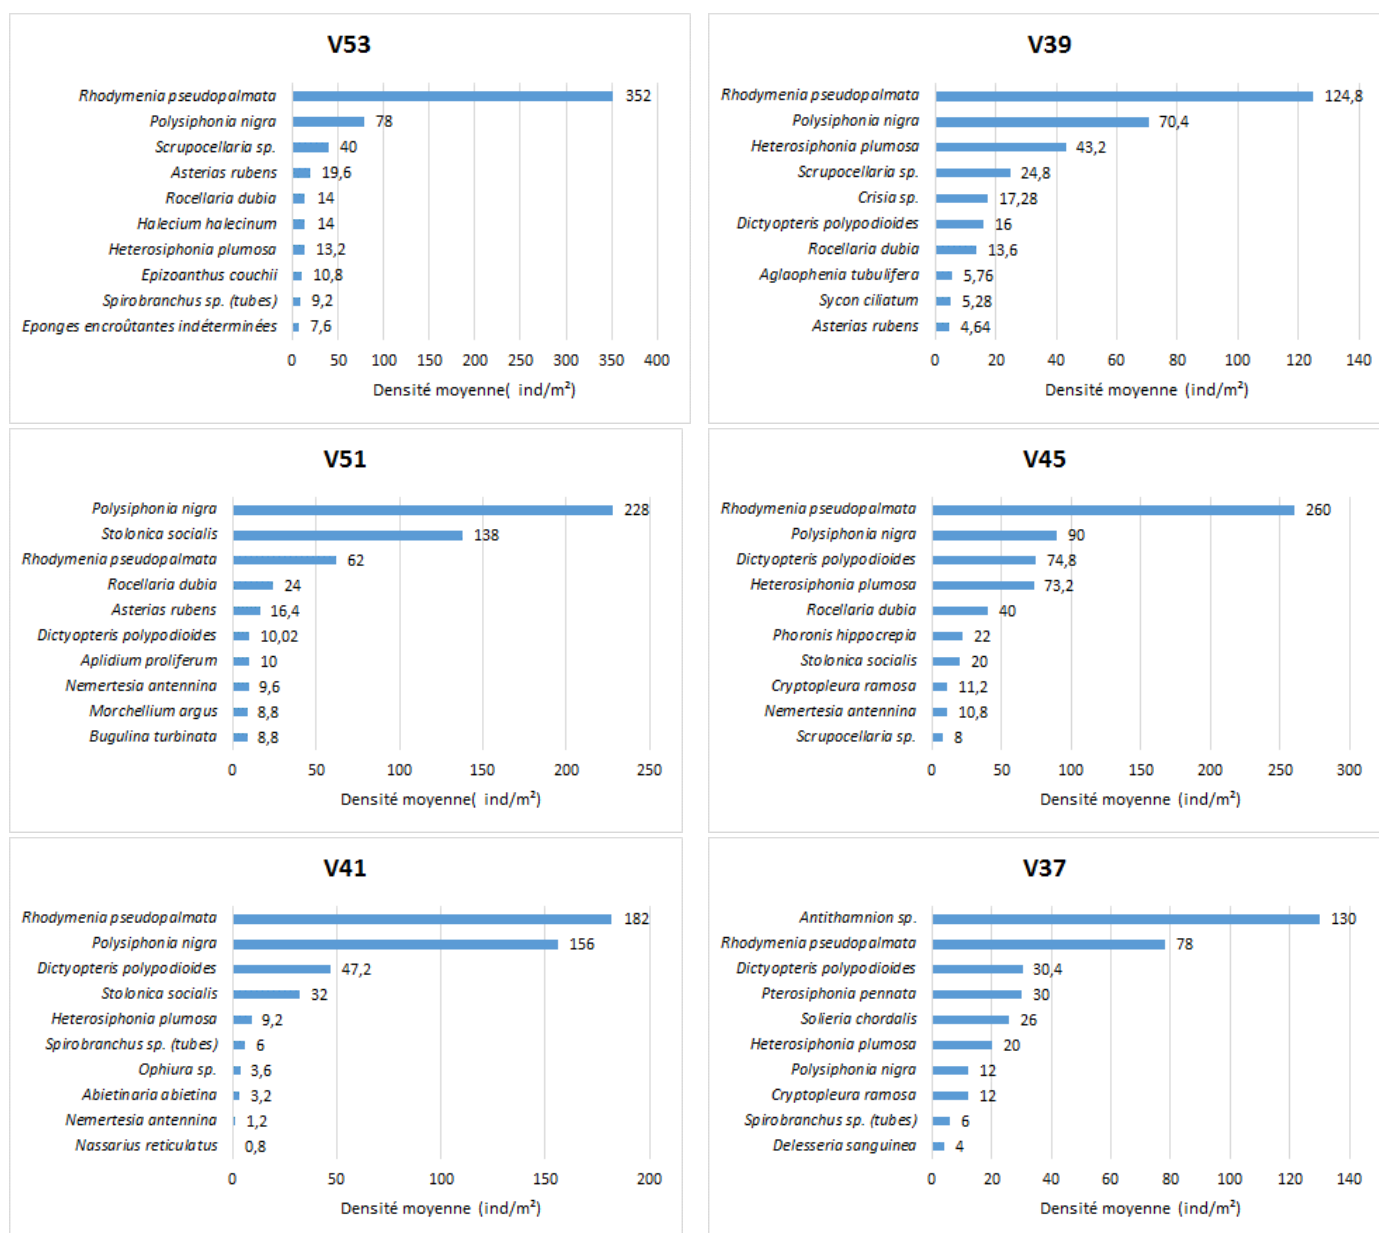 V53
Rhodymenia pseudopalmata 352
Polysiphonia nigra 78
Scrupocellaria sp. 40
Asterias rubens 19,6
Rocellaria dubia 14
Halecium halecinum 14
Heterosiphonia plumosa 13,2
Epizoanthus couchii 10,8
Spirobranchus sp. (tubes) 9,2
Eponges encroûtantes indéterminées 7,6
0 50 100 150 200 250 300 350 400
Densité moyenne( ind/m²)
V39
Rhodymenia pseudopalmata 124,8
Polysiphonia nigra 70,4
Heterosiphonia plumosa 43,2
Scrupocellaria sp. 24,8
Crisia sp. 17,28
Dictyopteris polypodioides 16
Rocellaria dubia 13,6
Aglaophenia tubulifera 5,76
Sycon ciliatum 5,28
Asterias rubens 4,64
0 20 40 60 80 100 120 140
Densité moyenne (ind/m²)
V51
Polysiphonia nigra 228
Stolonica socialis 138
Rhodymenia pseudopalmata 62
Rocellaria dubia 24
Asterias rubens 16,4
Dictyopteris polypodioides 10,02
Aplidium proliferum 10
Nemertesia antennina 9,6
Morchellium argus 8,8
Bugulina turbinata 8,8
0 50 100 150 200 250
Densité moyenne( ind/m²)
V45
Rhodymenia pseudopalmata 260
Polysiphonia nigra 90
Dictyopteris polypodioides 74,8
Heterosiphonia plumosa 73,2
Rocellaria dubia 40
Phoronis hippocrepia 22
Stolonica socialis 20
Cryptopleura ramosa 11,2
Nemertesia antennina 10,8
Scrupocellaria sp. 8
0 50 100 150 200 250 300
Densité moyenne (ind/m²)
V41
Rhodymenia pseudopalmata 182
Polysiphonia nigra 156
Dictyopteris polypodioides 47,2
Stolonica socialis 32
Heterosiphonia plumosa 9,2
Spirobranchus sp. (tubes) 6
Ophiura sp. 3,6
Abietinaria abietina 3,2
Nemertesia antennina 1,2
Nassarius reticulatus 0,8
0 50 100 150 200
Densité moyenne (ind/m²)
V37
Antithamnion sp. 130
Rhodymenia pseudopalmata 78
Dictyopteris polypodioides 30,4
Pterosiphonia pennata 30
Solieria chordalis 26
Heterosiphonia plumosa 20
Polysiphonia nigra 12
Cryptopleura ramosa 12
Spirobranchus sp. (tubes) 6
Delesseria sanguinea 4
0 20 40 60 80 100 120 140
Densité moyenne (ind/m²)